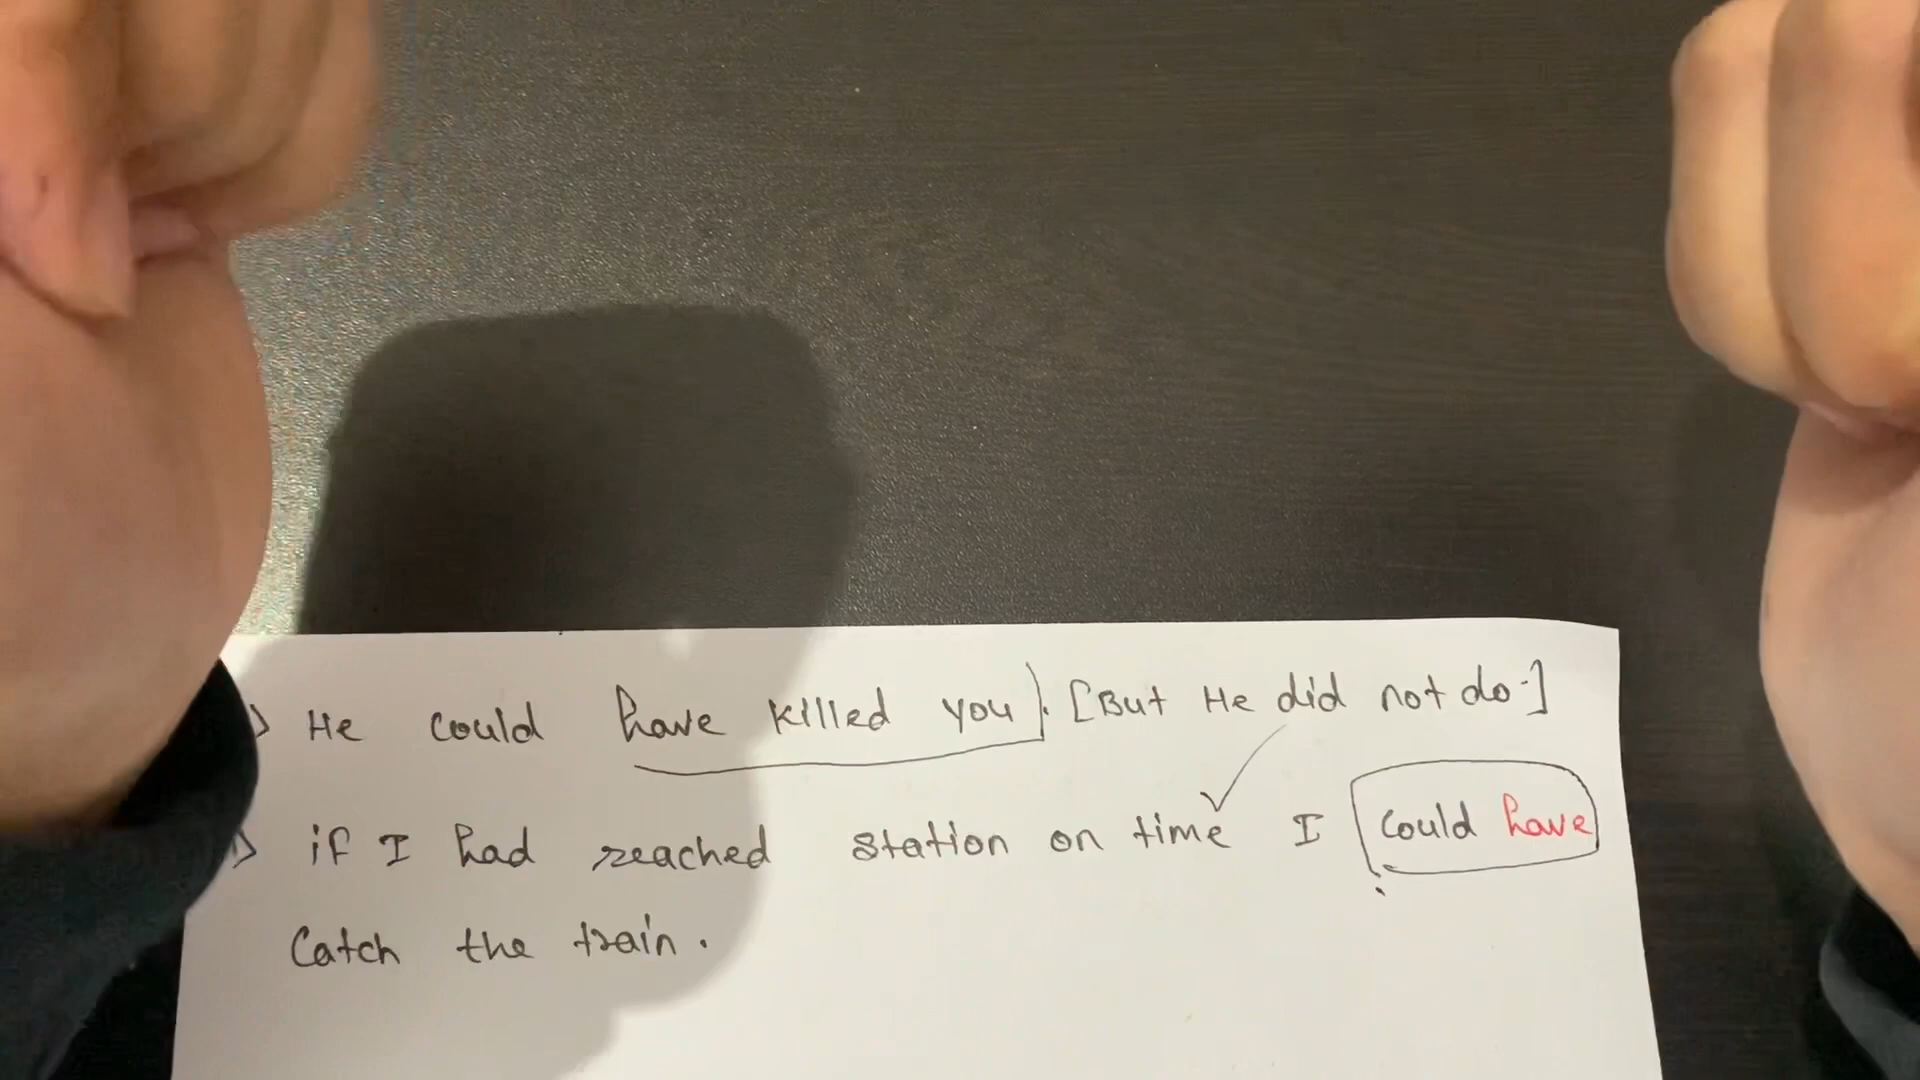 He could have killed you. [But He did not do.]
if I had reached station on time I could have
Catch the train.